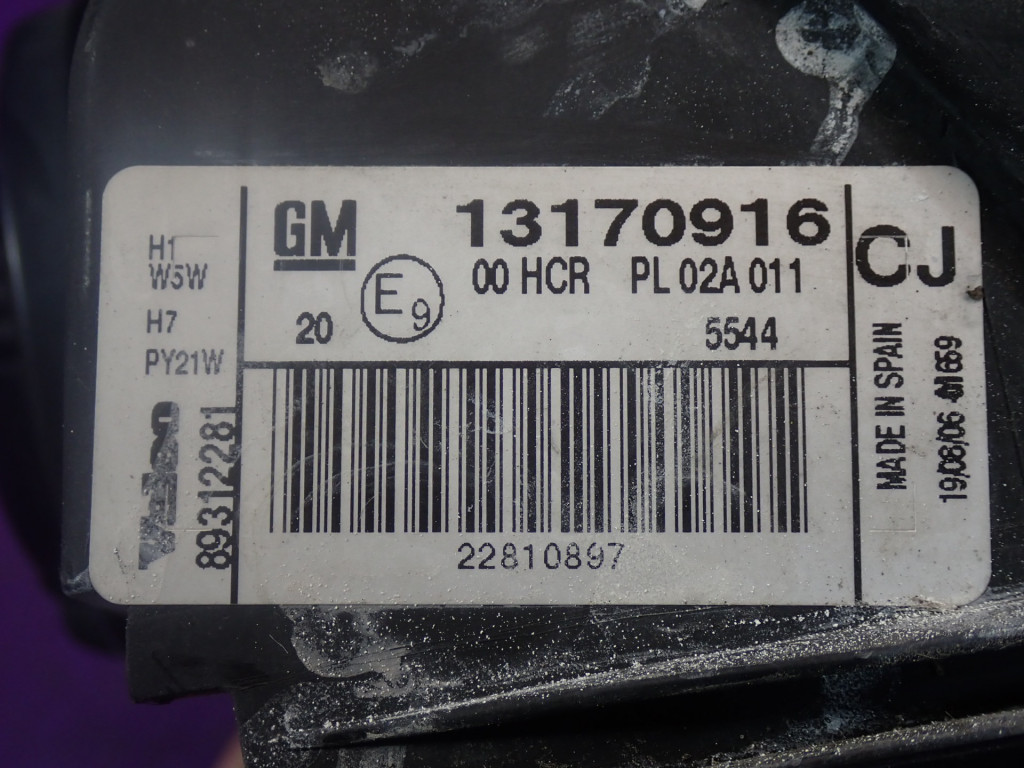 H1
W5W
H7
PY21W
Valeo
89312281
GM
13170916
00 HCR PL 02A 011
E9
20
5544
22810897
CJ
MADE IN SPAIN
19/08/06